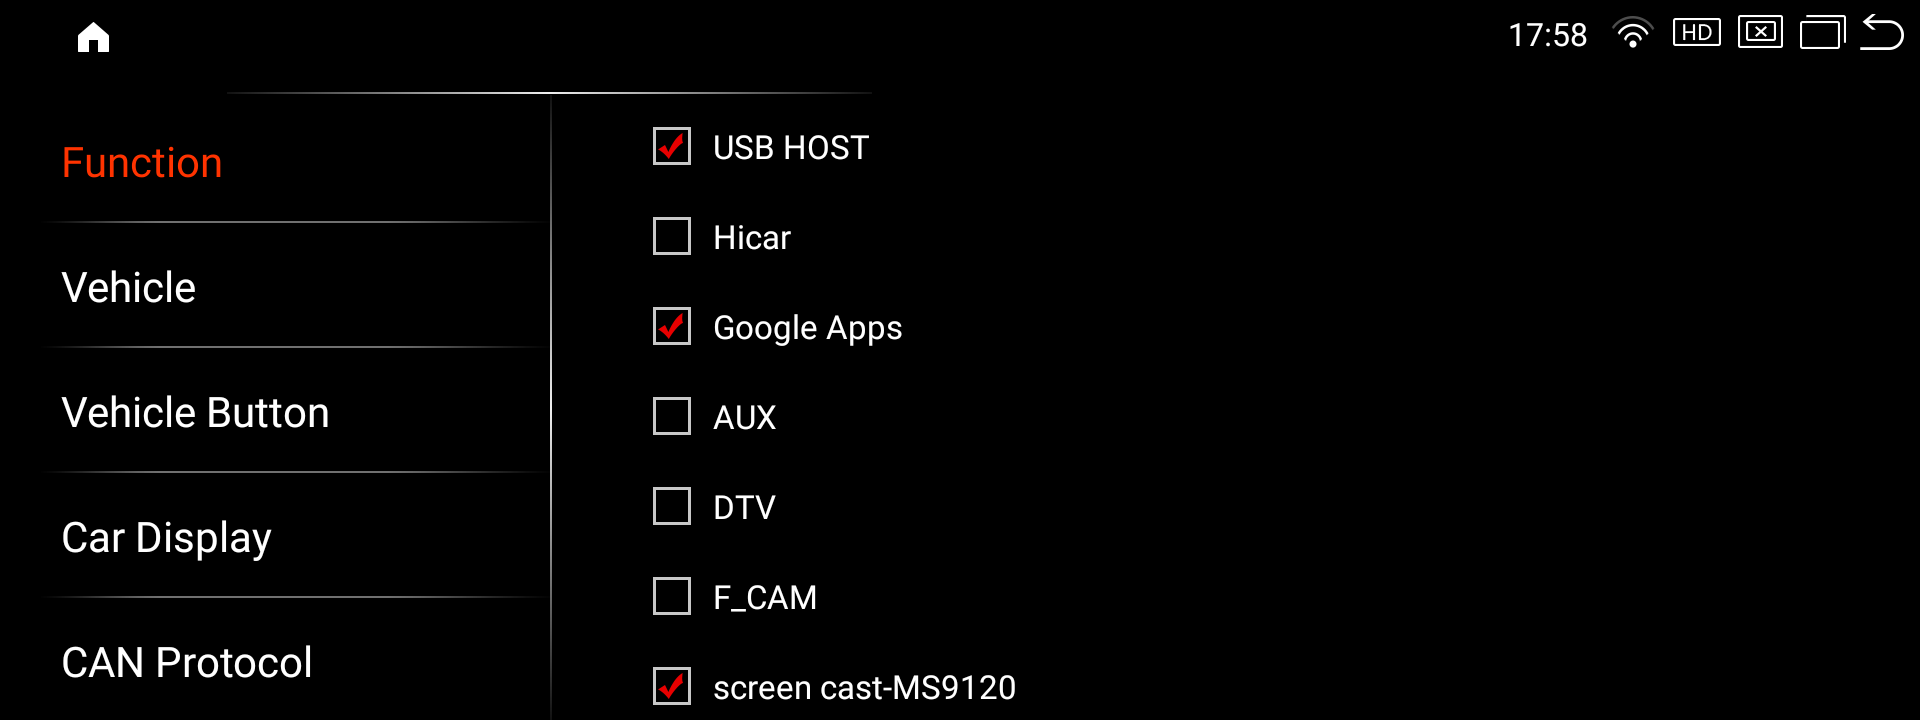 17:58
HD
Function
Vehicle
Vehicle Button
Car Display
CAN Protocol
USB HOST
Hicar
Google Apps
AUX
DTV
F_CAM
screen cast-MS9120